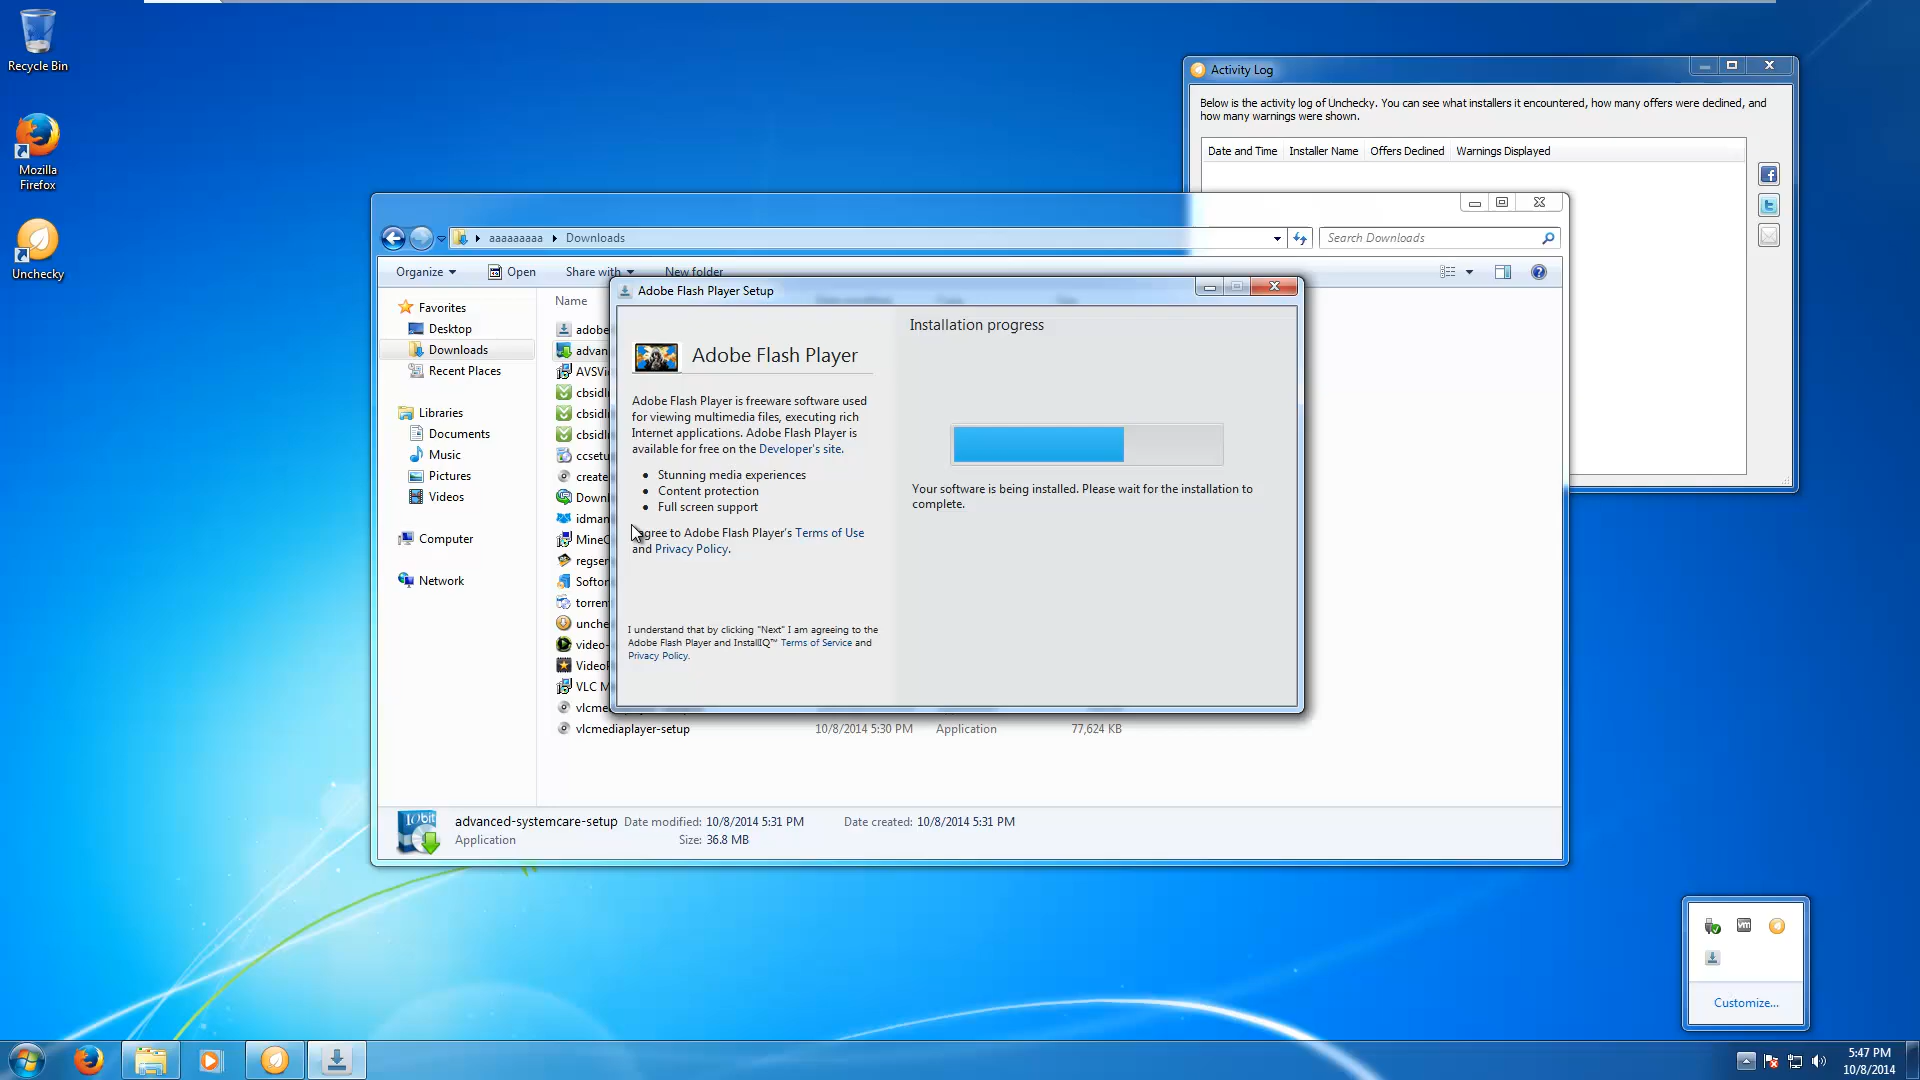 Recycle Bin
Mozilla
Firefox
Unchecky
Activity Log
Below is the activity log of Unchecky. You can see what installers it encountered, how many offers were declined, and
how many warnings were shown.
Date and Time Installer Name Offers Declined Warnings Displayed
aaaaaaaaa Downloads
Search Downloads
Organize Open Share with New folder
Name
Favorites
Desktop
Downloads
Recent Places
Libraries
Documents
Music
Pictures
Videos
Computer
Network
adobe
advan
AVSVi
cbsidI
cbsidI
cbsidI
ccsetu
create
Downl
idman
MineC
regser
Softor
torren
unche
video-
VideoP
VLC M
vlcmediaplayer-setup 10/8/2014 5:30 PM Application 77,624 KB
Adobe Flash Player Setup
Adobe Flash Player
Adobe Flash Player is freeware software used
for viewing multimedia files, executing rich
Internet applications. Adobe Flash Player is
available for free on the Developer's site.
• Stunning media experiences
• Content protection
• Full screen support
agree to Adobe Flash Player's Terms of Use
and Privacy Policy.
I understand that by clicking "Next" I am agreeing to the
Adobe Flash Player and InstallIQ™ Terms of Service and
Privacy Policy.
Installation progress
Your software is being installed. Please wait for the installation to
complete.
IObit
advanced-systemcare-setup Date modified: 10/8/2014 5:31 PM Date created: 10/8/2014 5:31 PM
Application Size: 36.8 MB
Customize...
5:47 PM
10/8/2014